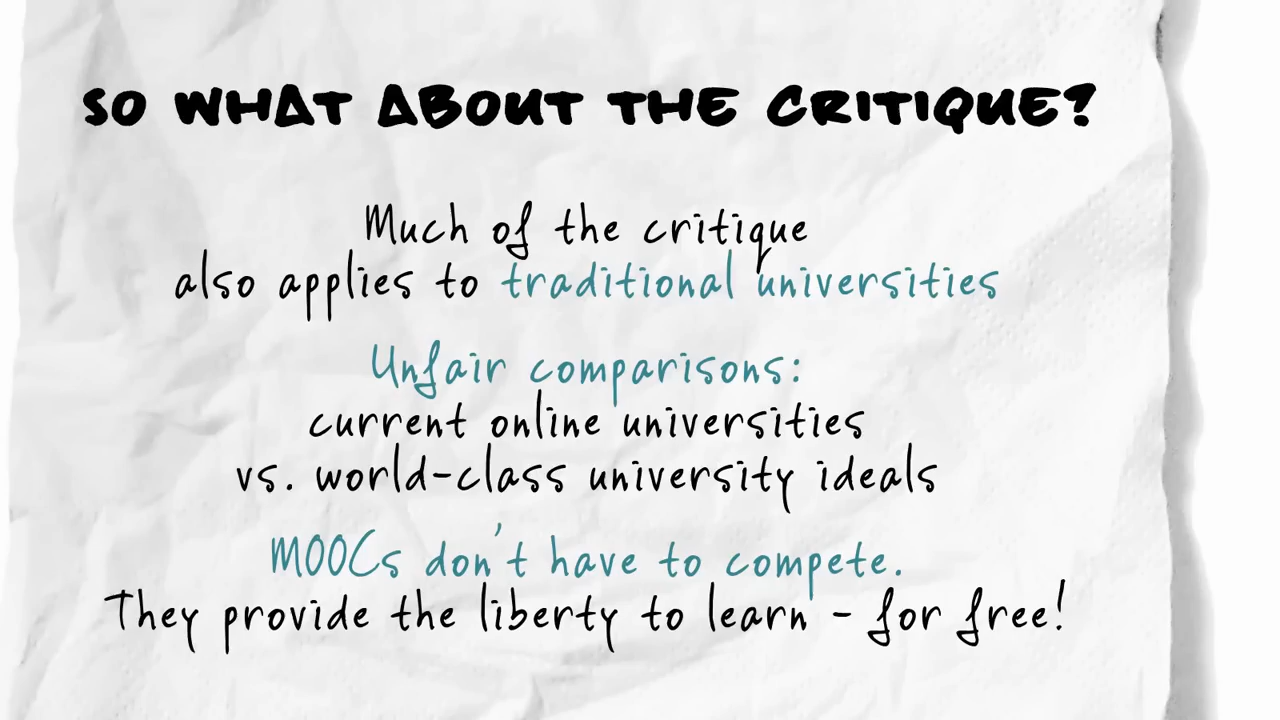 SO WHAT ABOUT THE CRITIQUE?
Much of the critique
also applies to traditional universities
Unfair comparisons:
current online universities
vs. world-class university ideals
MOOCs don't have to compete.
They provide the liberty to learn - for free!